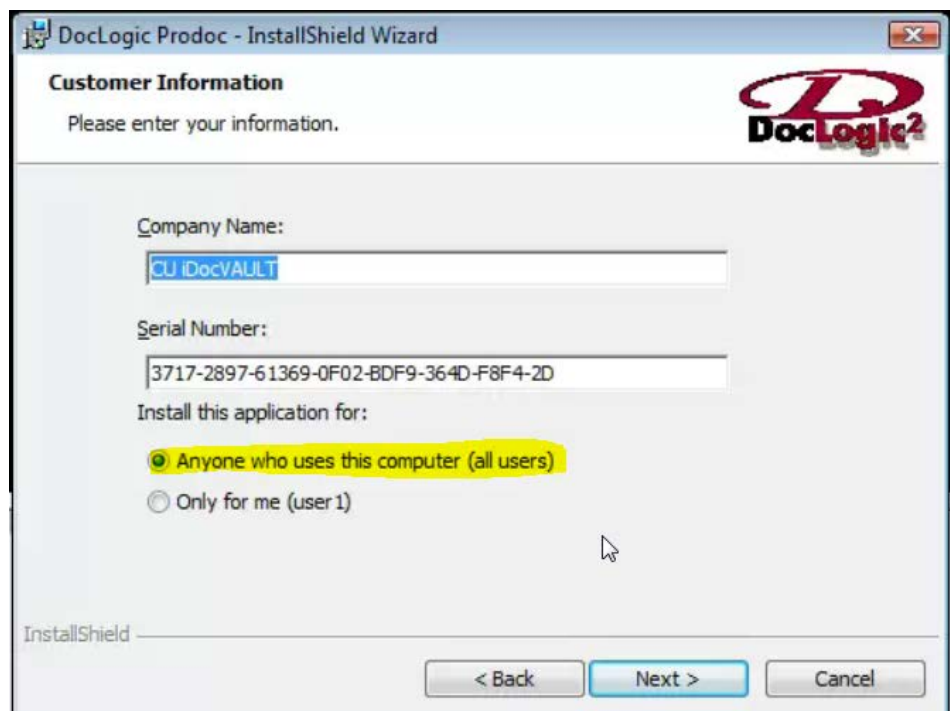 DocLogic Prodoc - InstallShield Wizard
Customer Information
Please enter your information.
DocLogic²
Company Name:
CU iDocVAULT
Serial Number:
3717-2897-61369-0F02-BDF9-364D-F8F4-2D
Install this application for:
Anyone who uses this computer (all users)
Only for me (user1)
InstallShield
< Back
Next >
Cancel